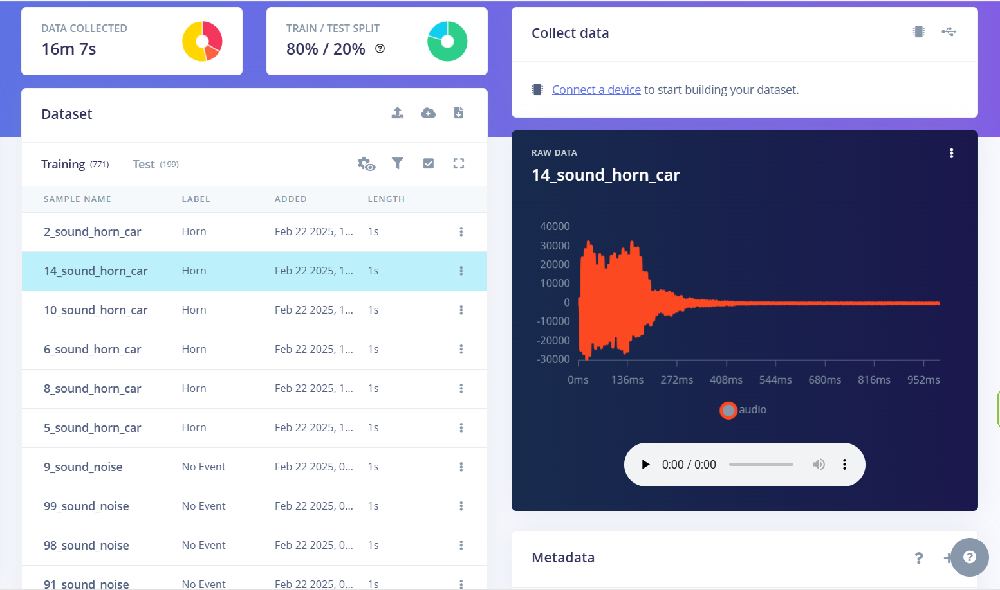 DATA COLLECTED
16m 7s
TRAIN / TEST SPLIT
80% / 20%
Collect data
Connect a device to start building your dataset.
Dataset
Training (771) Test (199)
SAMPLE NAME LABEL ADDED LENGTH
2_sound_horn_car Horn Feb 22 2025, 1... 1s
14_sound_horn_car Horn Feb 22 2025, 1... 1s
10_sound_horn_car Horn Feb 22 2025, 1... 1s
6_sound_horn_car Horn Feb 22 2025, 1... 1s
8_sound_horn_car Horn Feb 22 2025, 1... 1s
5_sound_horn_car Horn Feb 22 2025, 1... 1s
9_sound_noise No Event Feb 22 2025, 0... 1s
99_sound_noise No Event Feb 22 2025, 0... 1s
98_sound_noise No Event Feb 22 2025, 0... 1s
91_sound_noise No Event Feb 22 2025, 0... 1s
RAW DATA
14_sound_horn_car
40000
30000
20000
10000
0
-10000
-20000
-30000
0ms 136ms 272ms 408ms 544ms 680ms 816ms 952ms
audio
0:00 / 0:00
Metadata